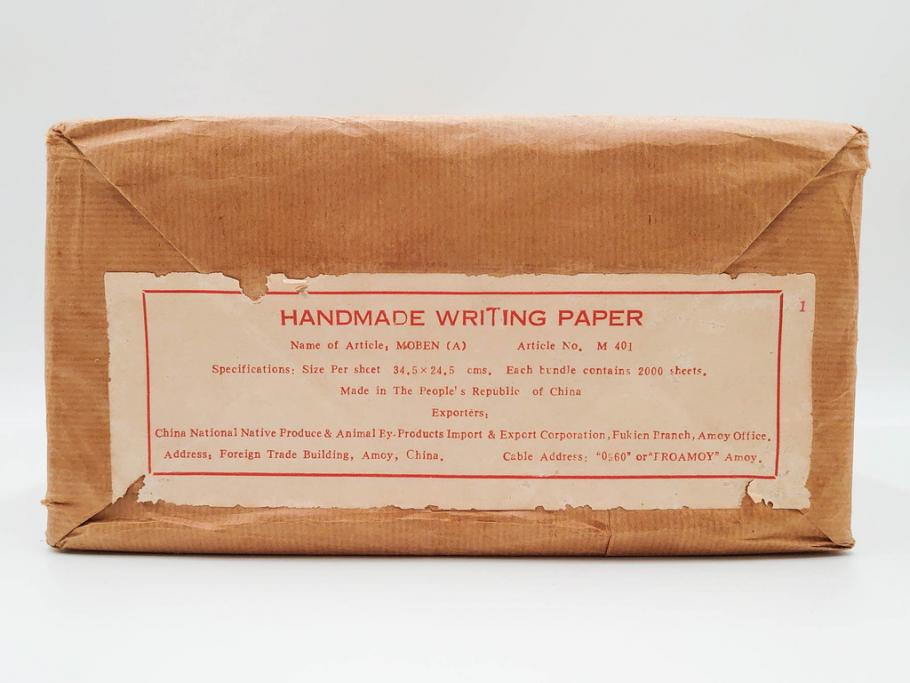 1
HANDMADE WRITING PAPER
Name of Article; MOBEN (A) Article No. M 401
Specifications: Size Per sheet 34.5×24.5 cms. Each bundle contains 2000 sheets.
Made in The People's Republic of China
Exporters;
China National Native Produce & Animal By-Products Import & Export Corporation, Fukien Branch, Amoy Office.
Address; Foreign Trade Building, Amoy, China. Cable Address: or "PROAMOY" Amoy.